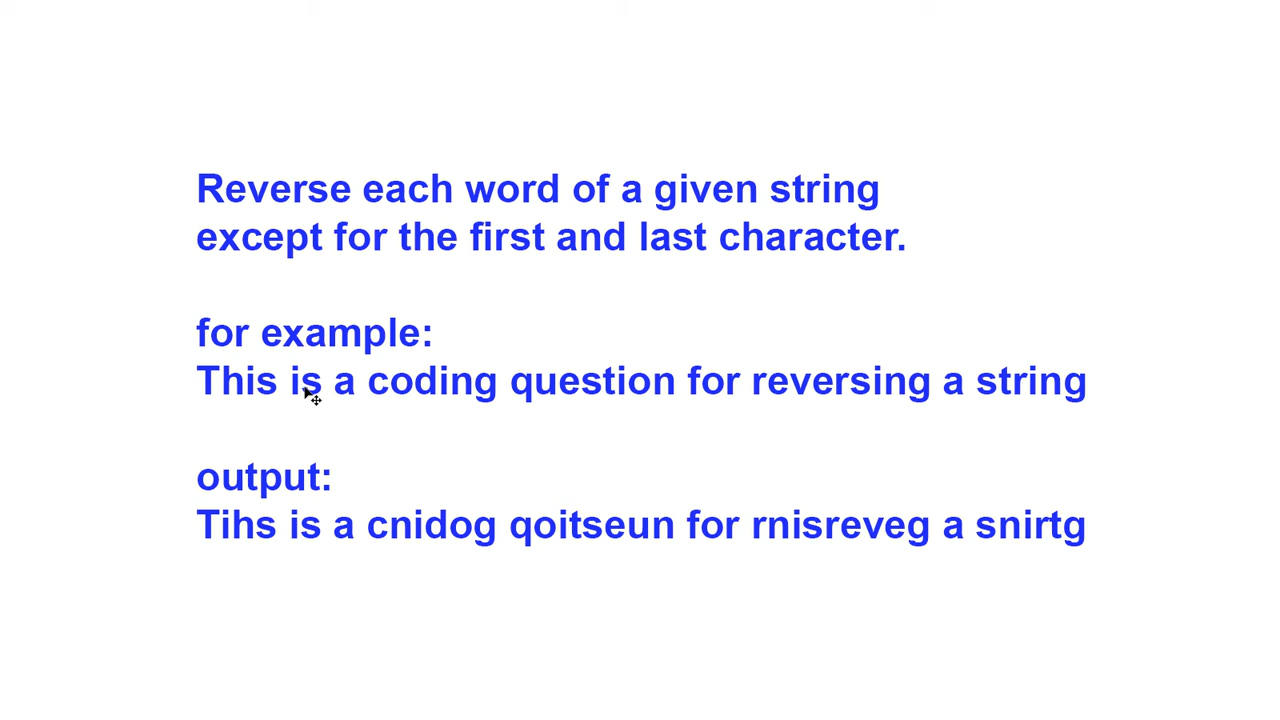 Reverse each word of a given string
except for the first and last character.
for example:
This is a coding question for reversing a string
output:
Tihs is a cnidog qoitseun for rnisreveg a snirtg